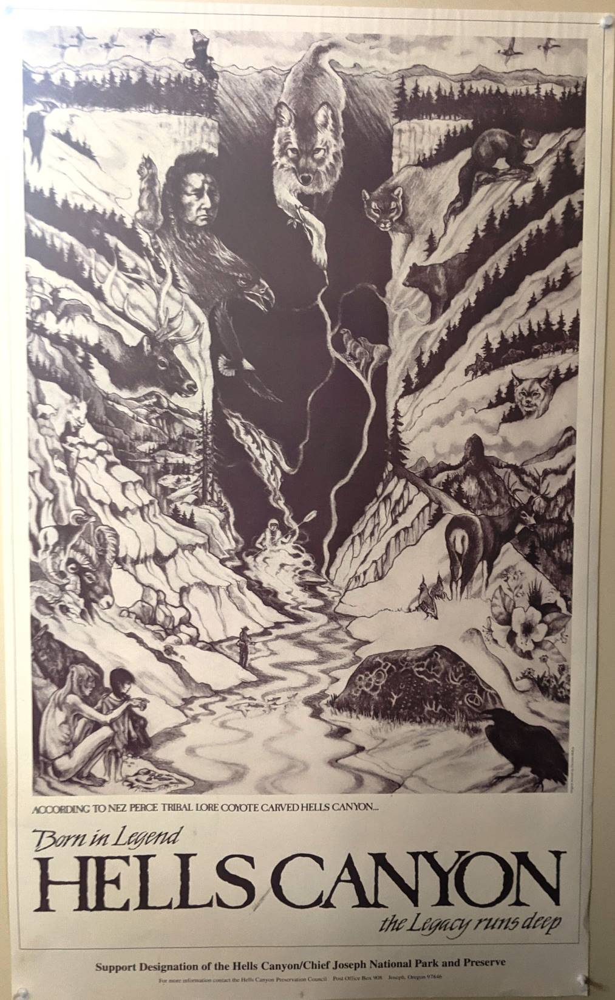 ACCORDING TO NEZ PERCE TRIBAL LORE COYOTE CARVED HELLS CANYON...
Born in Legend
HELLS CANYON
the Legacy runs deep
Support Designation of the Hells Canyon/Chief Joseph National Park and Preserve
For more information contact the Hells Canyon Preservation Council Post Office Box 908 Joseph, Oregon 97846